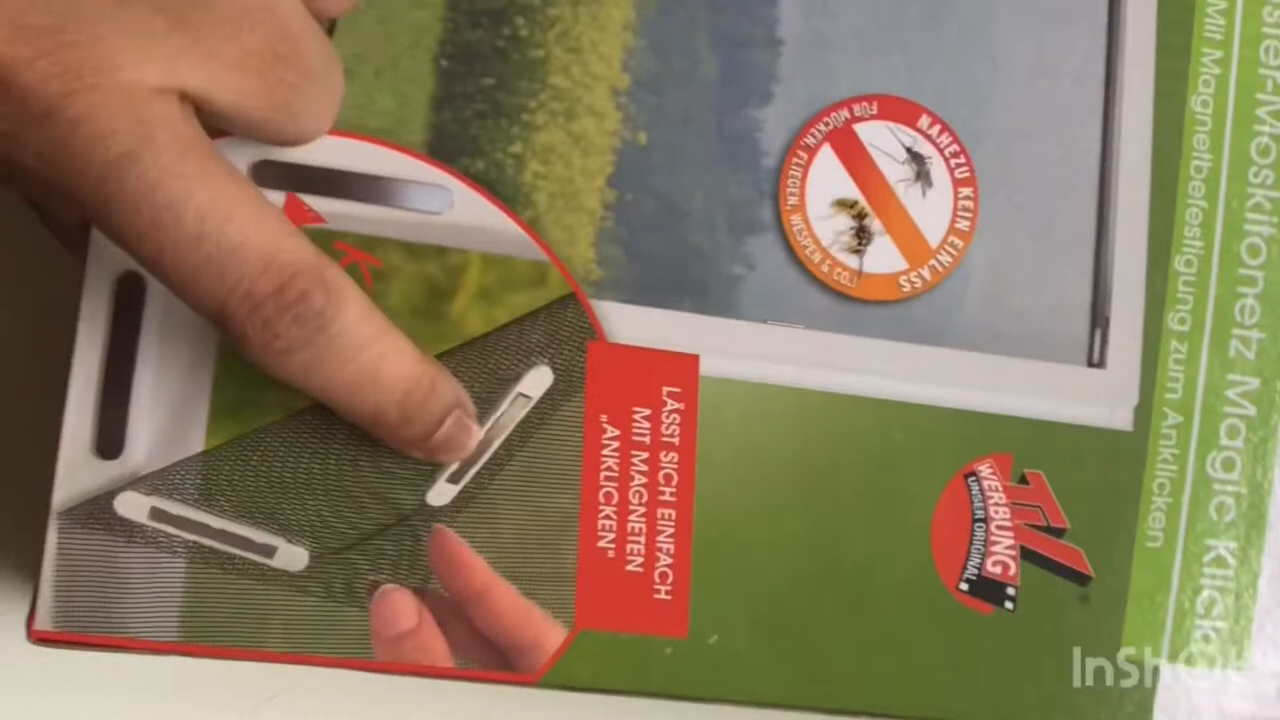 Moskitonetz Magic Klick
Mit Magnetbefestigung zum Anklicken
NAHEZU KEIN EINLASS
FÜR MÜCKEN, FLIEGEN, WESPEN & CO.!
TV
WERBUNG
UNSER ORIGINAL
LÄSST SICH EINFACH
MIT MAGNETEN
„ANKLICKEN“
K
InShOt